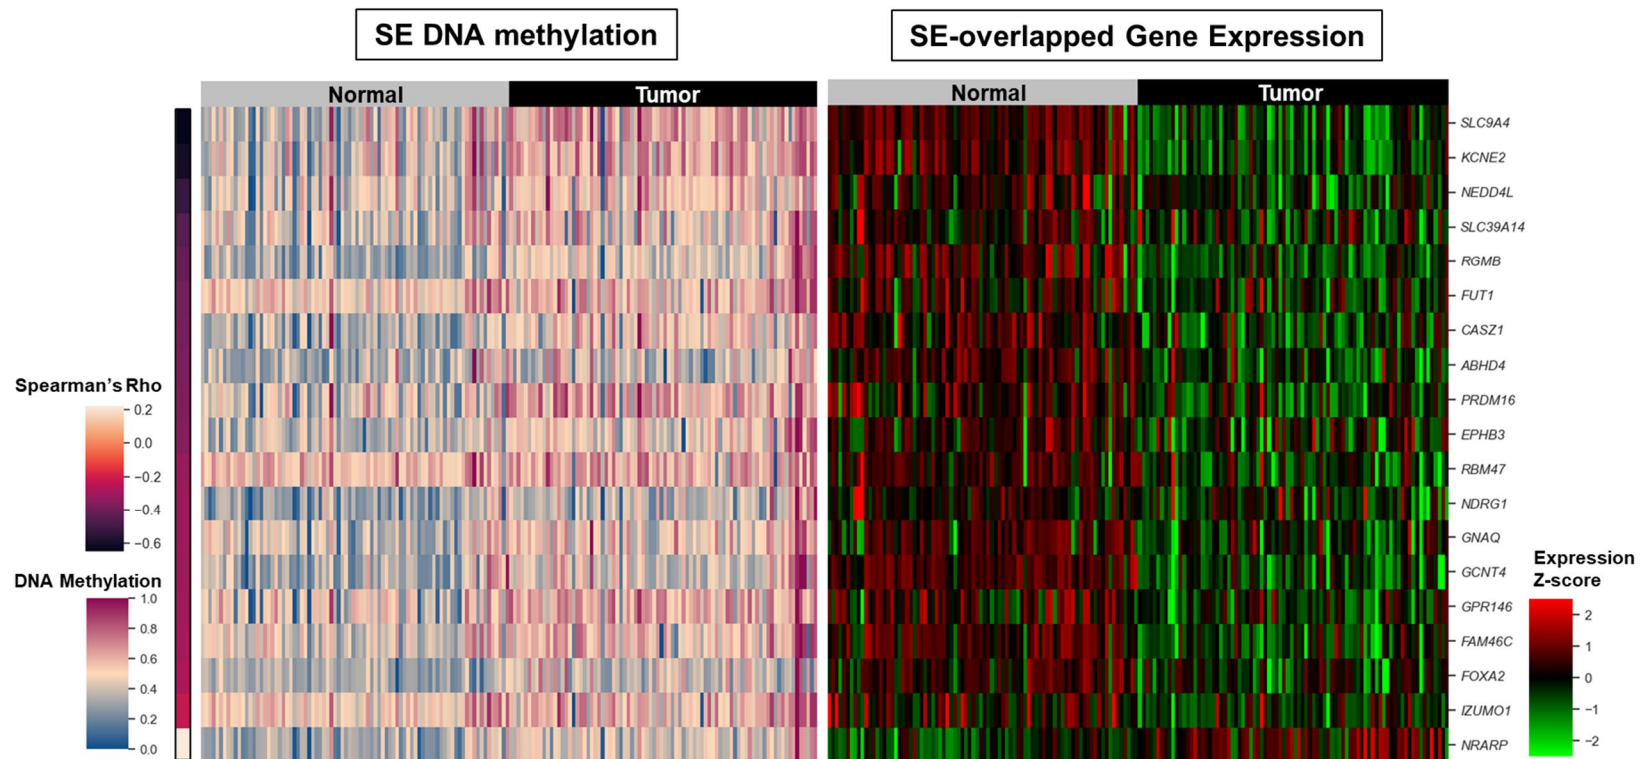 SE DNA methylation
SE-overlapped Gene Expression
Normal
Tumor
Normal
Tumor
SLC9A4
KCNE2
NEDD4L
SLC39A14
RGMB
FUT1
CASZ1
ABHD4
PRDM16
EPHB3
RBM47
NDRG1
GNAQ
GCNT4
GPR146
FAM46C
FOXA2
IZUMO1
NRARP
Spearman’s Rho
0.2
0.0
−0.2
−0.4
−0.6
DNA Methylation
1.0
0.8
0.6
0.4
0.2
0.0
Expression
Z-score
2
1
0
−1
−2